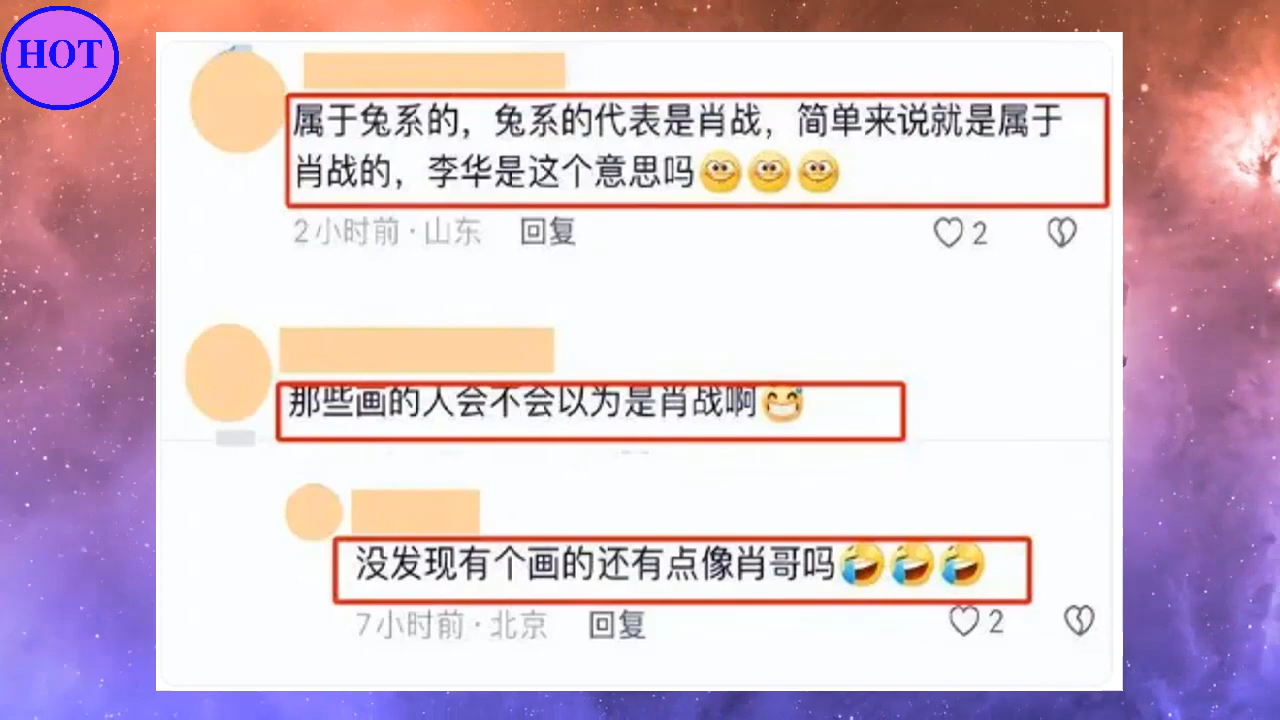 HOT
属于兔系的，兔系的代表是肖战，简单来说就是属于
肖战的，李华是这个意思吗
2小时前·山东 回复 2
那些画的人会不会以为是肖战啊
没发现有个画的还有点像肖哥吗
7小时前·北京 回复 2